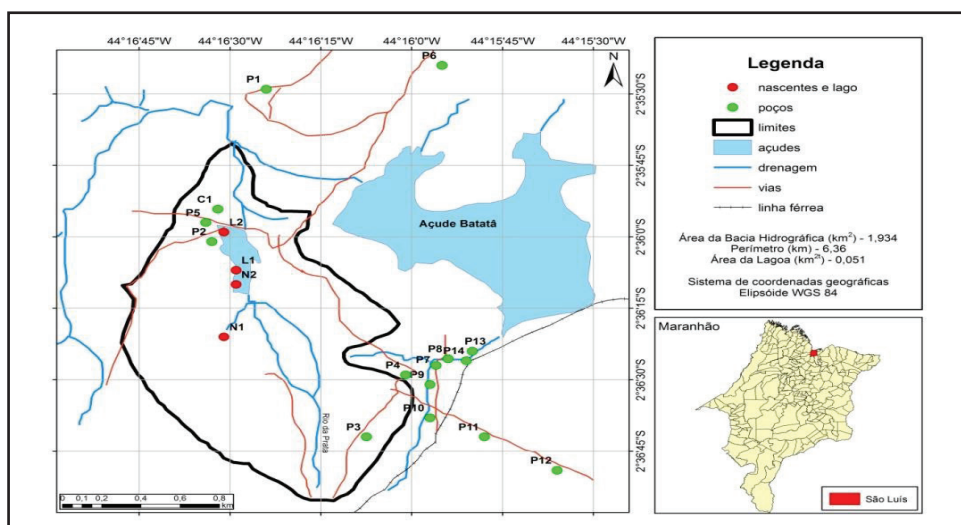 44°16'45"W 44°16'30"W 44°16'15"W 44°16'0"W 44°15'45"W 44°15'30"W
P6
N
P1
2°35'30"S
2°35'45"S
C1
P5
L2
P2
Açude Batatã
2°36'0"S
L1
N2
2°36'15"S
N1
P13
P8 P14
P7
P4 P9
2°36'30"S
P10
P3
P11
Rio da Prata
2°36'45"S
P12
0 0,1 0,2 0,4 0,6 0,8
km
Legenda
nascentes e lago
poços
limites
açudes
drenagem
vias
linha férrea
Área da Bacia Hidrográfica (km²) - 1,934
Perímetro (km) - 6,36
Área da Lagoa (km²ᵗ) - 0,051
Sistema de coordenadas geográficas
Elipsóide WGS 84
Maranhão
São Luís